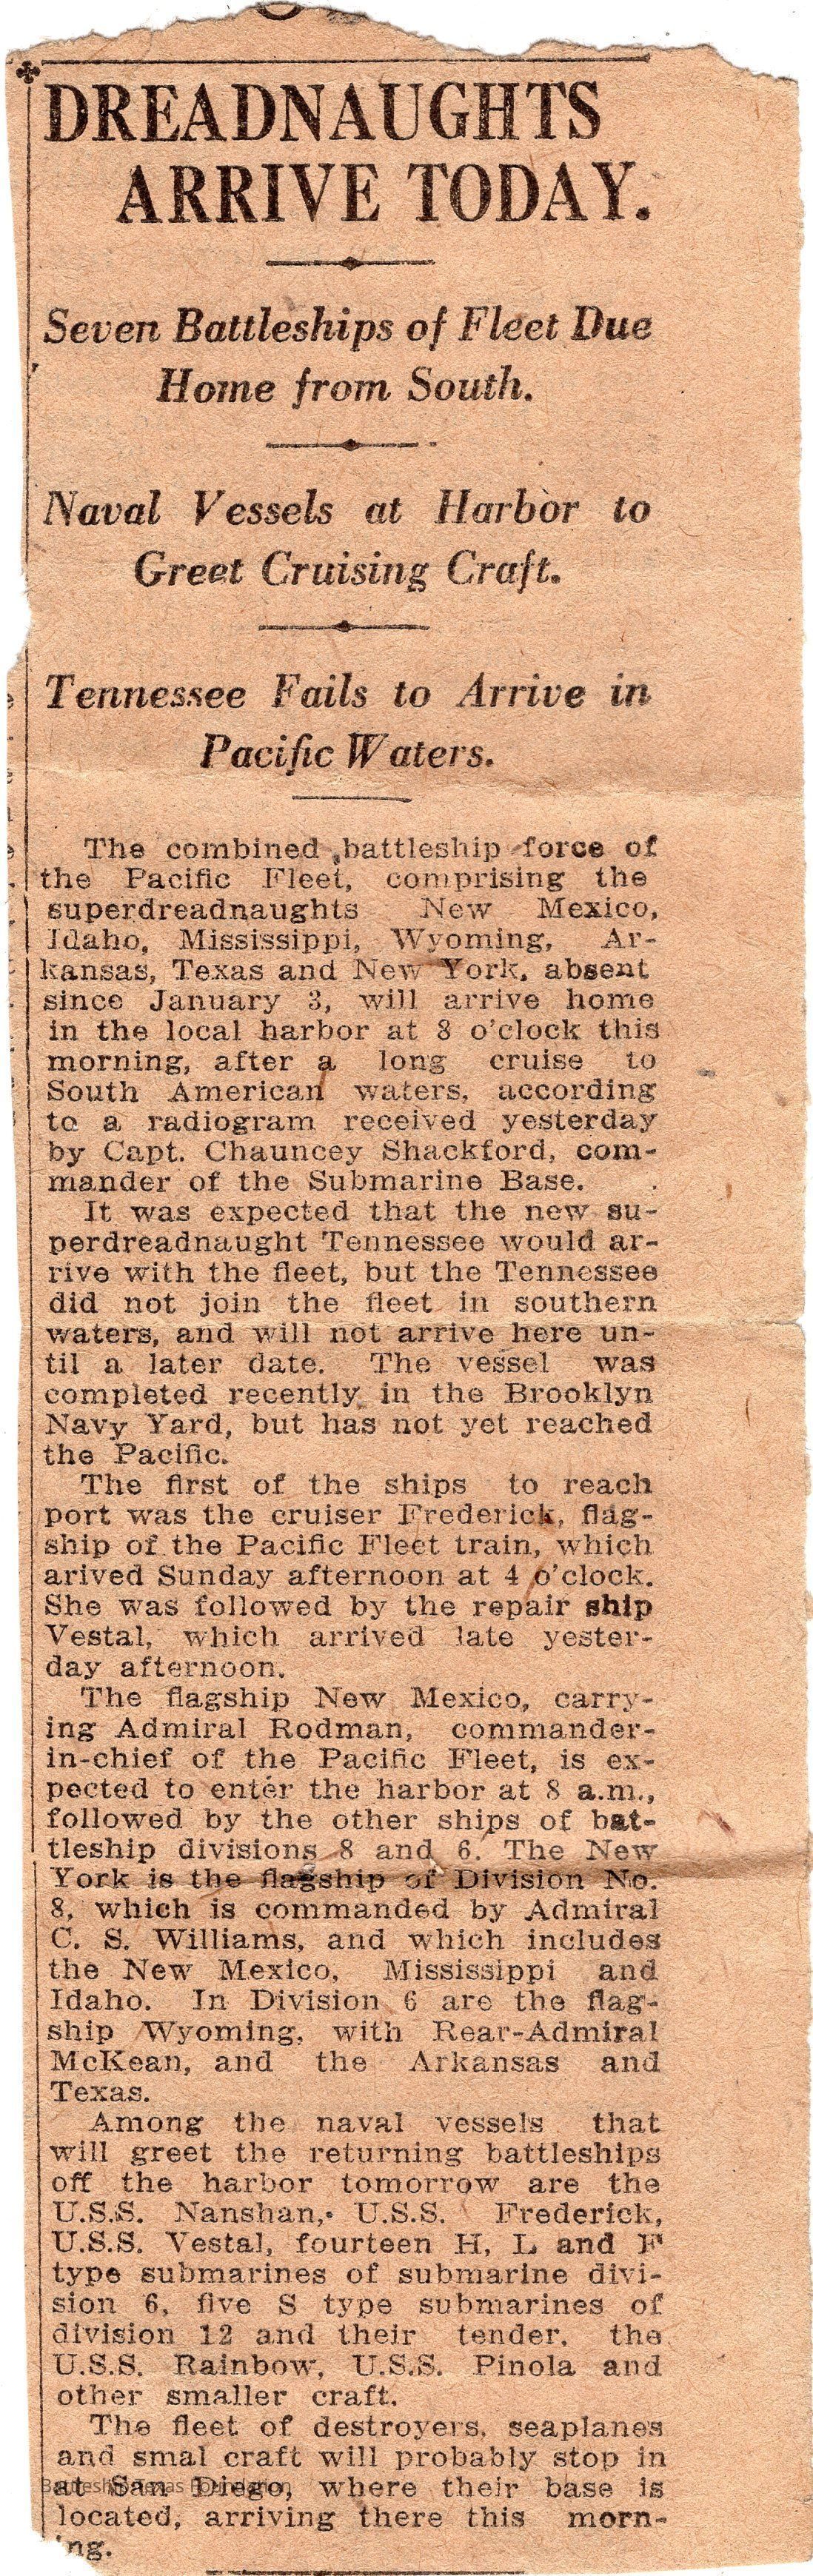 DREADNAUGHTS
ARRIVE TODAY.
Seven Battleships of Fleet Due
Home from South.
Naval Vessels at Harbor to
Greet Cruising Craft.
Tennessee Fails to Arrive in
Pacific Waters.
The combined battleship force of
the Pacific Fleet, comprising the
superdreadnaughts New Mexico,
Idaho, Mississippi, Wyoming, Ar-
kansas, Texas and New York, absent
since January 3, will arrive home
in the local harbor at 8 o'clock this
morning, after a long cruise to
South American waters, according
to a radiogram received yesterday
by Capt. Chauncey Shackford, com-
mander of the Submarine Base.
It was expected that the new su-
perdreadnaught Tennessee would ar-
rive with the fleet, but the Tennessee
did not join the fleet in southern
waters, and will not arrive here un-
til a later date. The vessel was
completed recently in the Brooklyn
Navy Yard, but has not yet reached
the Pacific.
The first of the ships to reach
port was the cruiser Frederick, flag-
ship of the Pacific Fleet train, which
arived Sunday afternoon at 4 o'clock.
She was followed by the repair ship
Vestal, which arrived late yester-
day afternoon.
The flagship New Mexico, carry-
ing Admiral Rodman, commander-
in-chief of the Pacific Fleet, is ex-
pected to enter the harbor at 8 a.m.,
followed by the other ships of bat-
tleship divisions 8 and 6. The New
York is the flagship of Division No.
8, which is commanded by Admiral
C. S. Williams, and which includes
the New Mexico, Mississippi and
Idaho. In Division 6 are the flag-
ship Wyoming, with Rear-Admiral
McKean, and the Arkansas and
Texas.
Among the naval vessels that
will greet the returning battleships
off the harbor tomorrow are the
U.S.S. Nanshan, U.S.S. Frederick,
U.S.S. Vestal, fourteen H, L and F
type submarines of submarine divi-
sion 6, five S type submarines of
division 12 and their tender, the
U.S.S. Rainbow, U.S.S. Pinola and
other smaller craft.
The fleet of destroyers, seaplanes
and smal craft will probably stop in
at San Diego, where their base is
located, arriving there this morn-
ing.
Battleship Texas Foundation